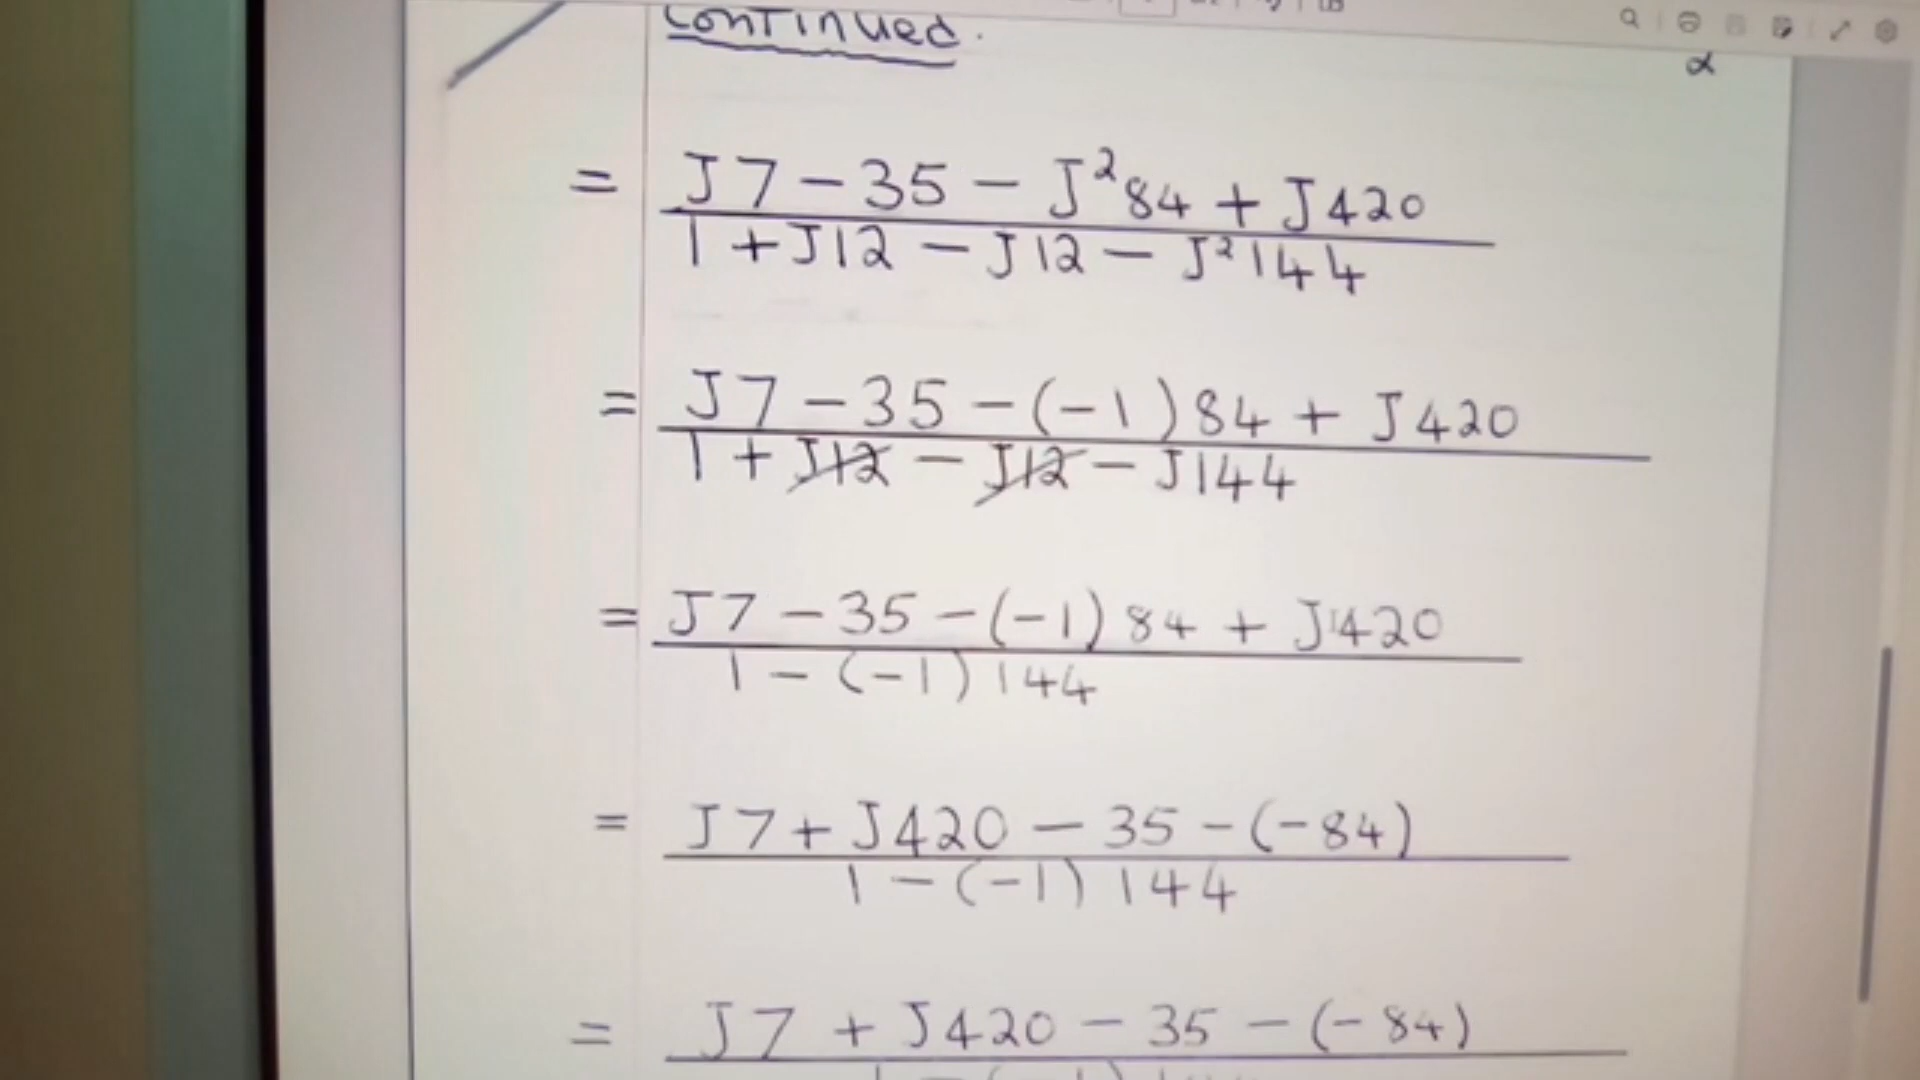 Continued.
α
= J7 - 35 - J²84 + J420
1 + J12 - J12 - J²144
= J7 - 35 - (-1)84 + J420
1 + J12 - J12 - J144
= J7 - 35 - (-1)84 + J420
1 - (-1)144
= J7 + J420 - 35 - (-84)
1 - (-1)144
= J7 + J420 - 35 - (-84)